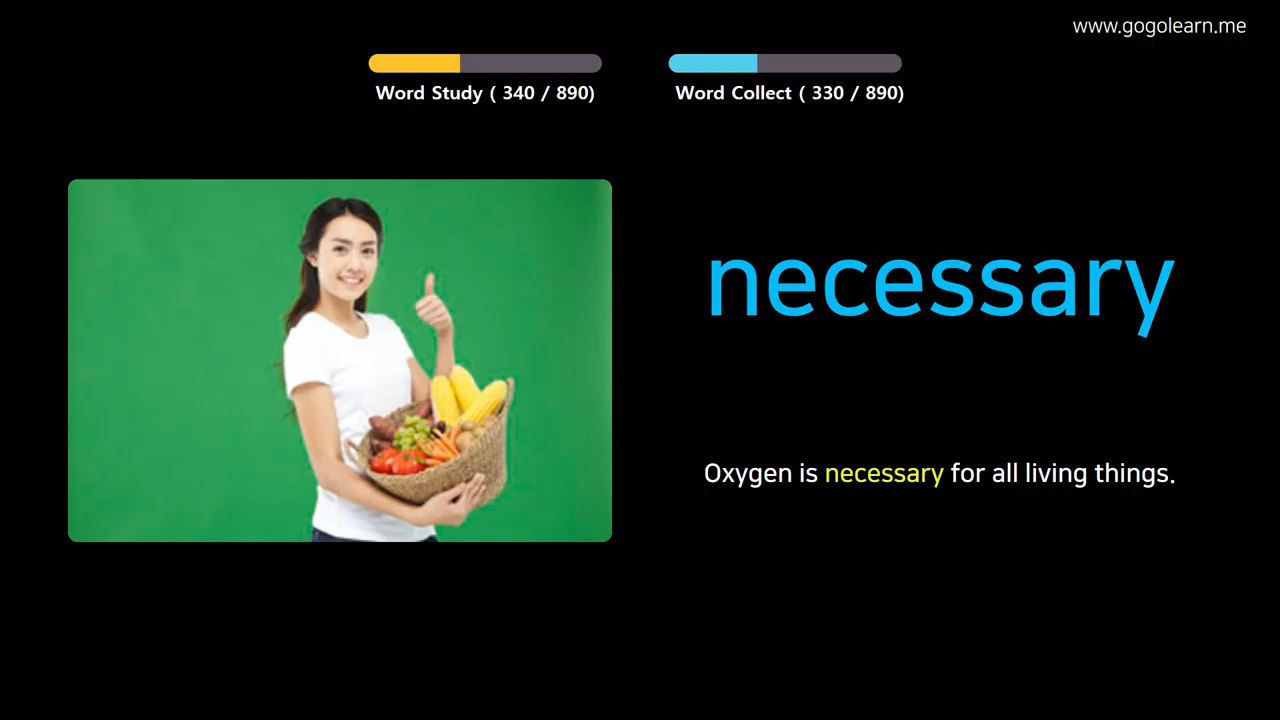 www.gogolearn.me
Word Study ( 340 / 890)
Word Collect ( 330 / 890)
necessary
Oxygen is necessary for all living things.